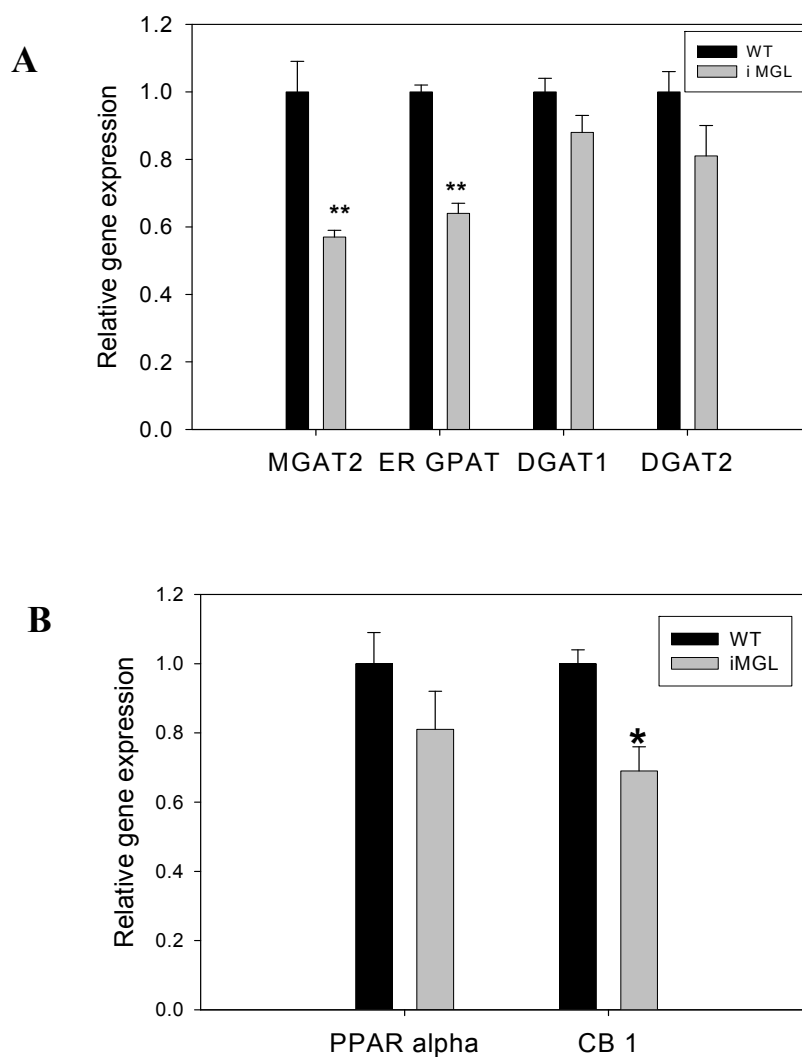 A
Relative gene expression
1.2
1.0
0.8
0.6
0.4
0.2
0.0
WT
i MGL
**
**
MGAT2 ER GPAT DGAT1 DGAT2
B
Relative gene expression
1.2
1.0
0.8
0.6
0.4
0.2
0.0
WT
iMGL
*
PPAR alpha CB 1